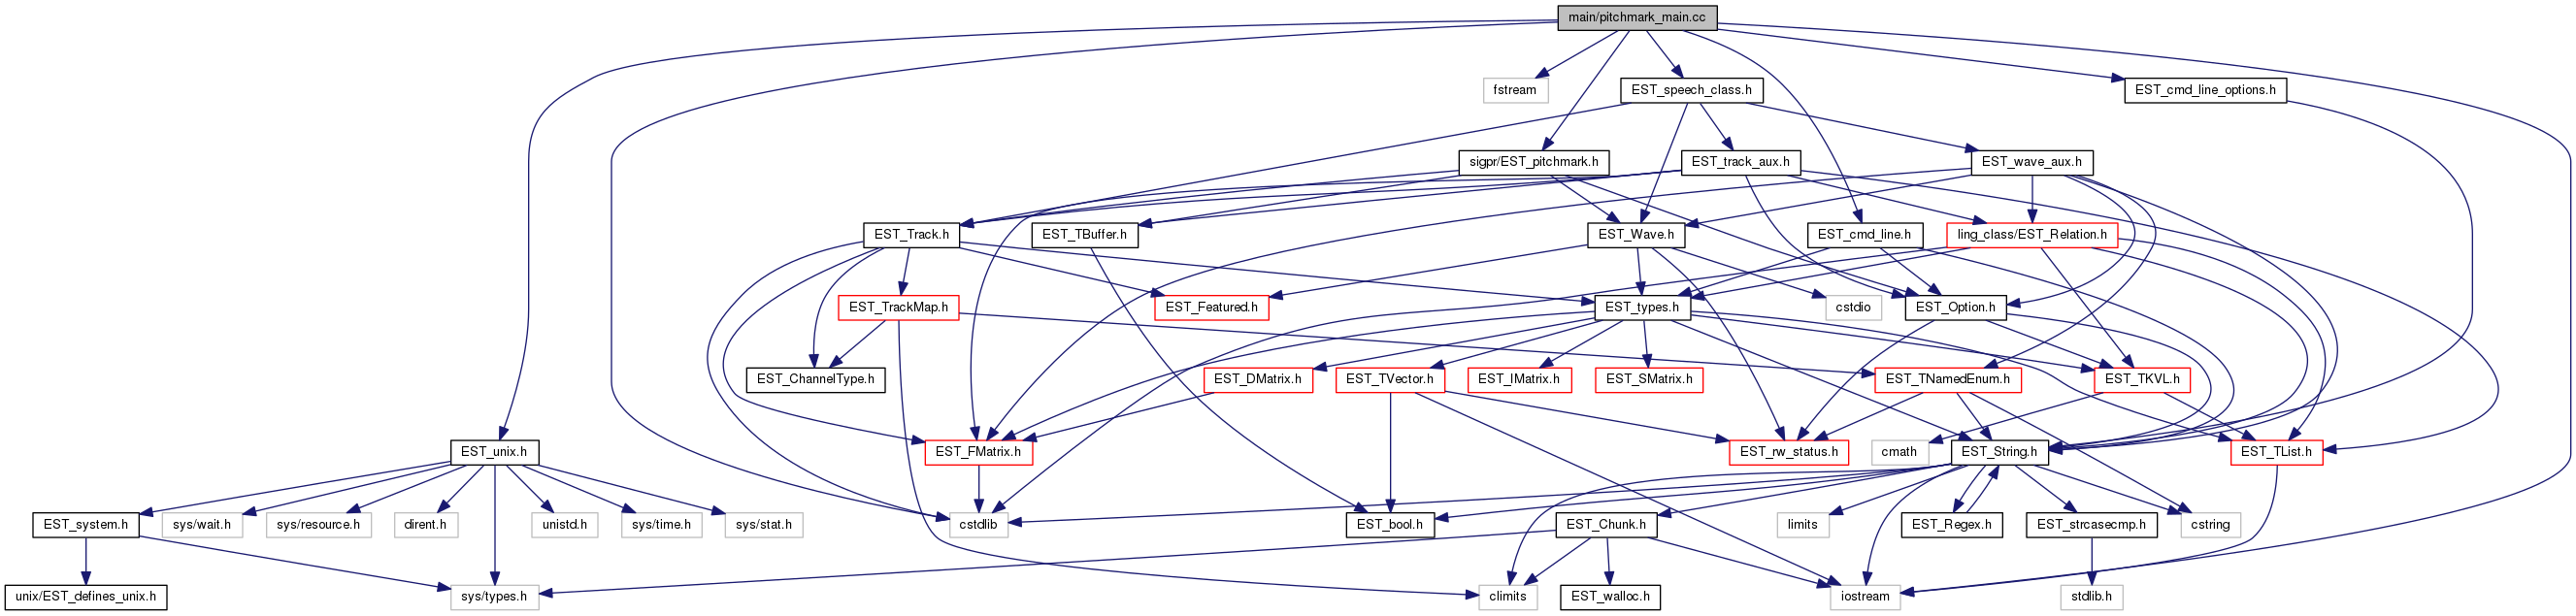 main/pitchmark_main.cc
fstream
EST_speech_class.h
EST_cmd_line_options.h
sigpr/EST_pitchmark.h
EST_track_aux.h
EST_wave_aux.h
EST_Track.h
EST_TBuffer.h
EST_Wave.h
EST_cmd_line.h
ling_class/EST_Relation.h
EST_TrackMap.h
EST_Featured.h
EST_types.h
cstdio
EST_Option.h
EST_ChannelType.h
EST_DMatrix.h
EST_TVector.h
EST_IMatrix.h
EST_SMatrix.h
EST_TNamedEnum.h
EST_TKVL.h
EST_unix.h
EST_FMatrix.h
EST_rw_status.h
cmath
EST_String.h
EST_TList.h
EST_system.h
sys/wait.h
sys/resource.h
dirent.h
unistd.h
sys/time.h
sys/stat.h
cstdlib
EST_bool.h
EST_Chunk.h
limits
EST_Regex.h
EST_strcasecmp.h
cstring
unix/EST_defines_unix.h
sys/types.h
climits
EST_walloc.h
iostream
stdlib.h